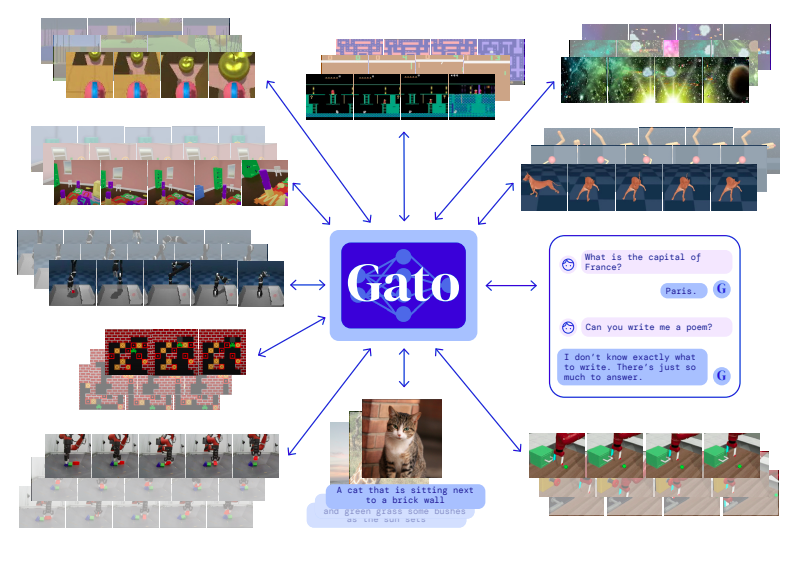 Gato
What is the capital of
France?
Paris.
G
Can you write me a poem?
I don't know exactly what
to write. There's just so
much to answer.
G
A cat that is sitting next
to a brick wall
and green grass some bushes
as the sun sets